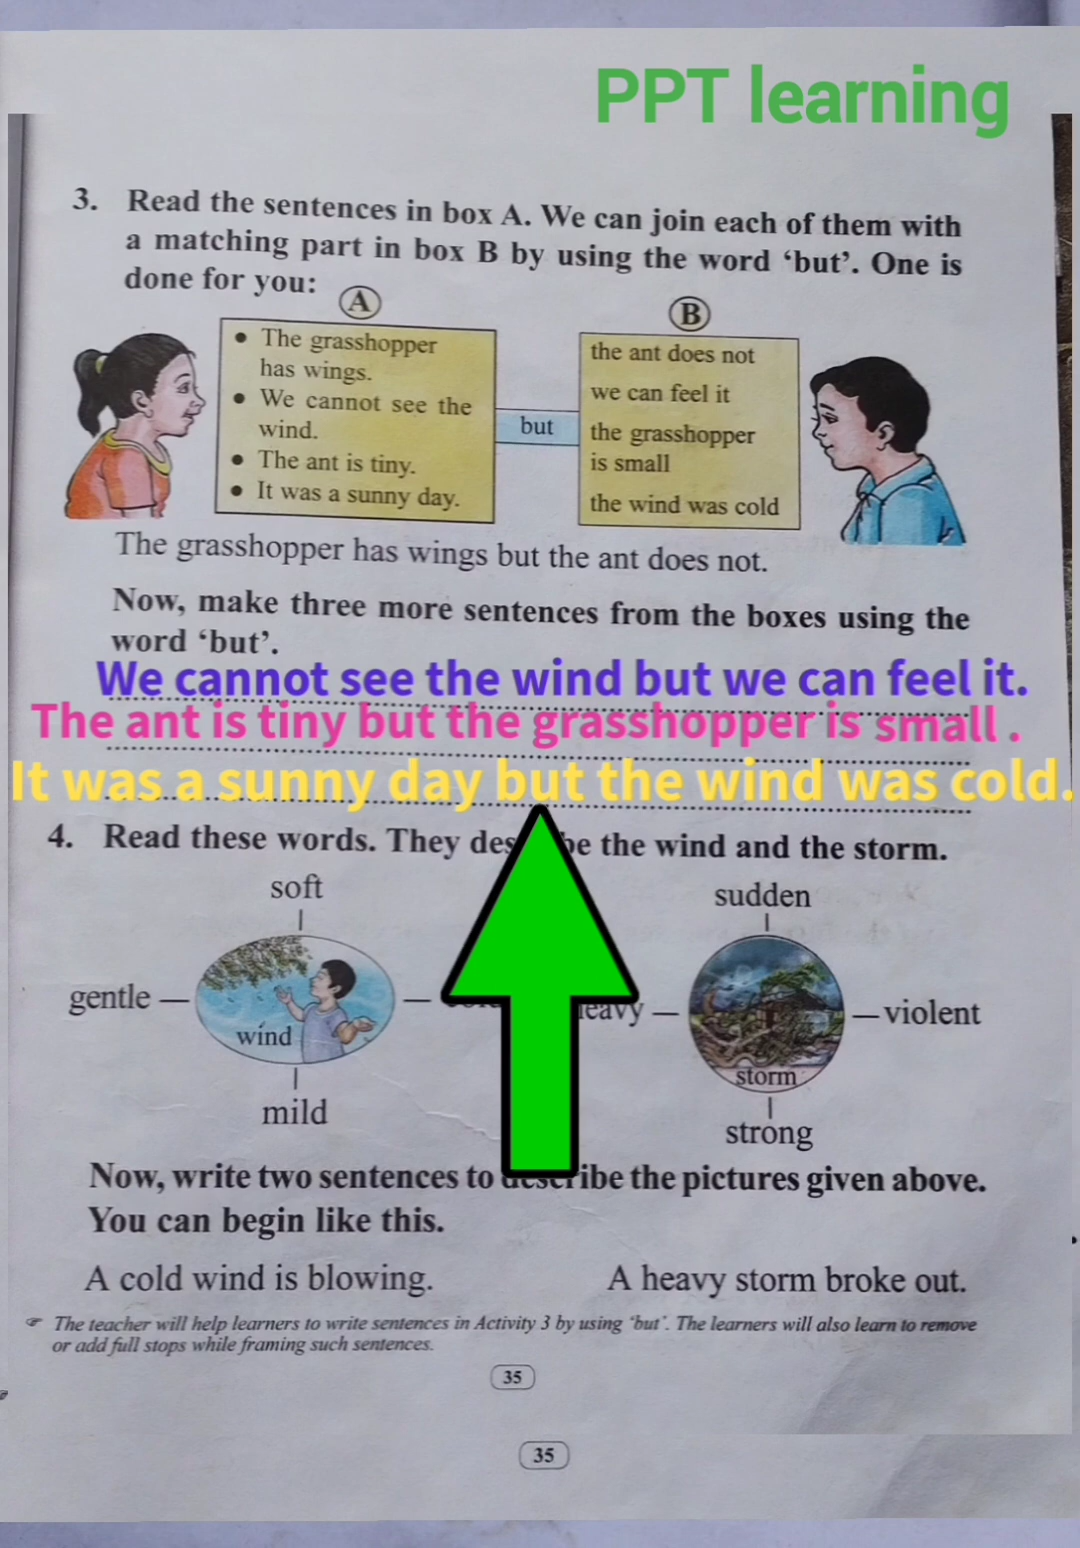 PPT learning
3. Read the sentences in box A. We can join each of them with
a matching part in box B by using the word ‘but’. One is
done for you:
A
B
• The grasshopper
has wings.
• We cannot see the
wind.
• The ant is tiny.
• It was a sunny day.
but
the ant does not
we can feel it
the grasshopper
is small
the wind was cold
The grasshopper has wings but the ant does not.
Now, make three more sentences from the boxes using the
word ‘but’.
We cannot see the wind but we can feel it.
The ant is tiny but the grasshopper is small .
It was a sunny day but the wind was cold.
4. Read these words. They be the wind and the storm.
soft
sudden
gentle —
wind
—
—
— violent
storm
mild
strong
Now, write two sentences to describe the pictures given above.
You can begin like this.
A cold wind is blowing.
A heavy storm broke out.
☞ The teacher will help learners to write sentences in Activity 3 by using ‘but’. The learners will also learn to remove
or add full stops while framing such sentences.
35
35